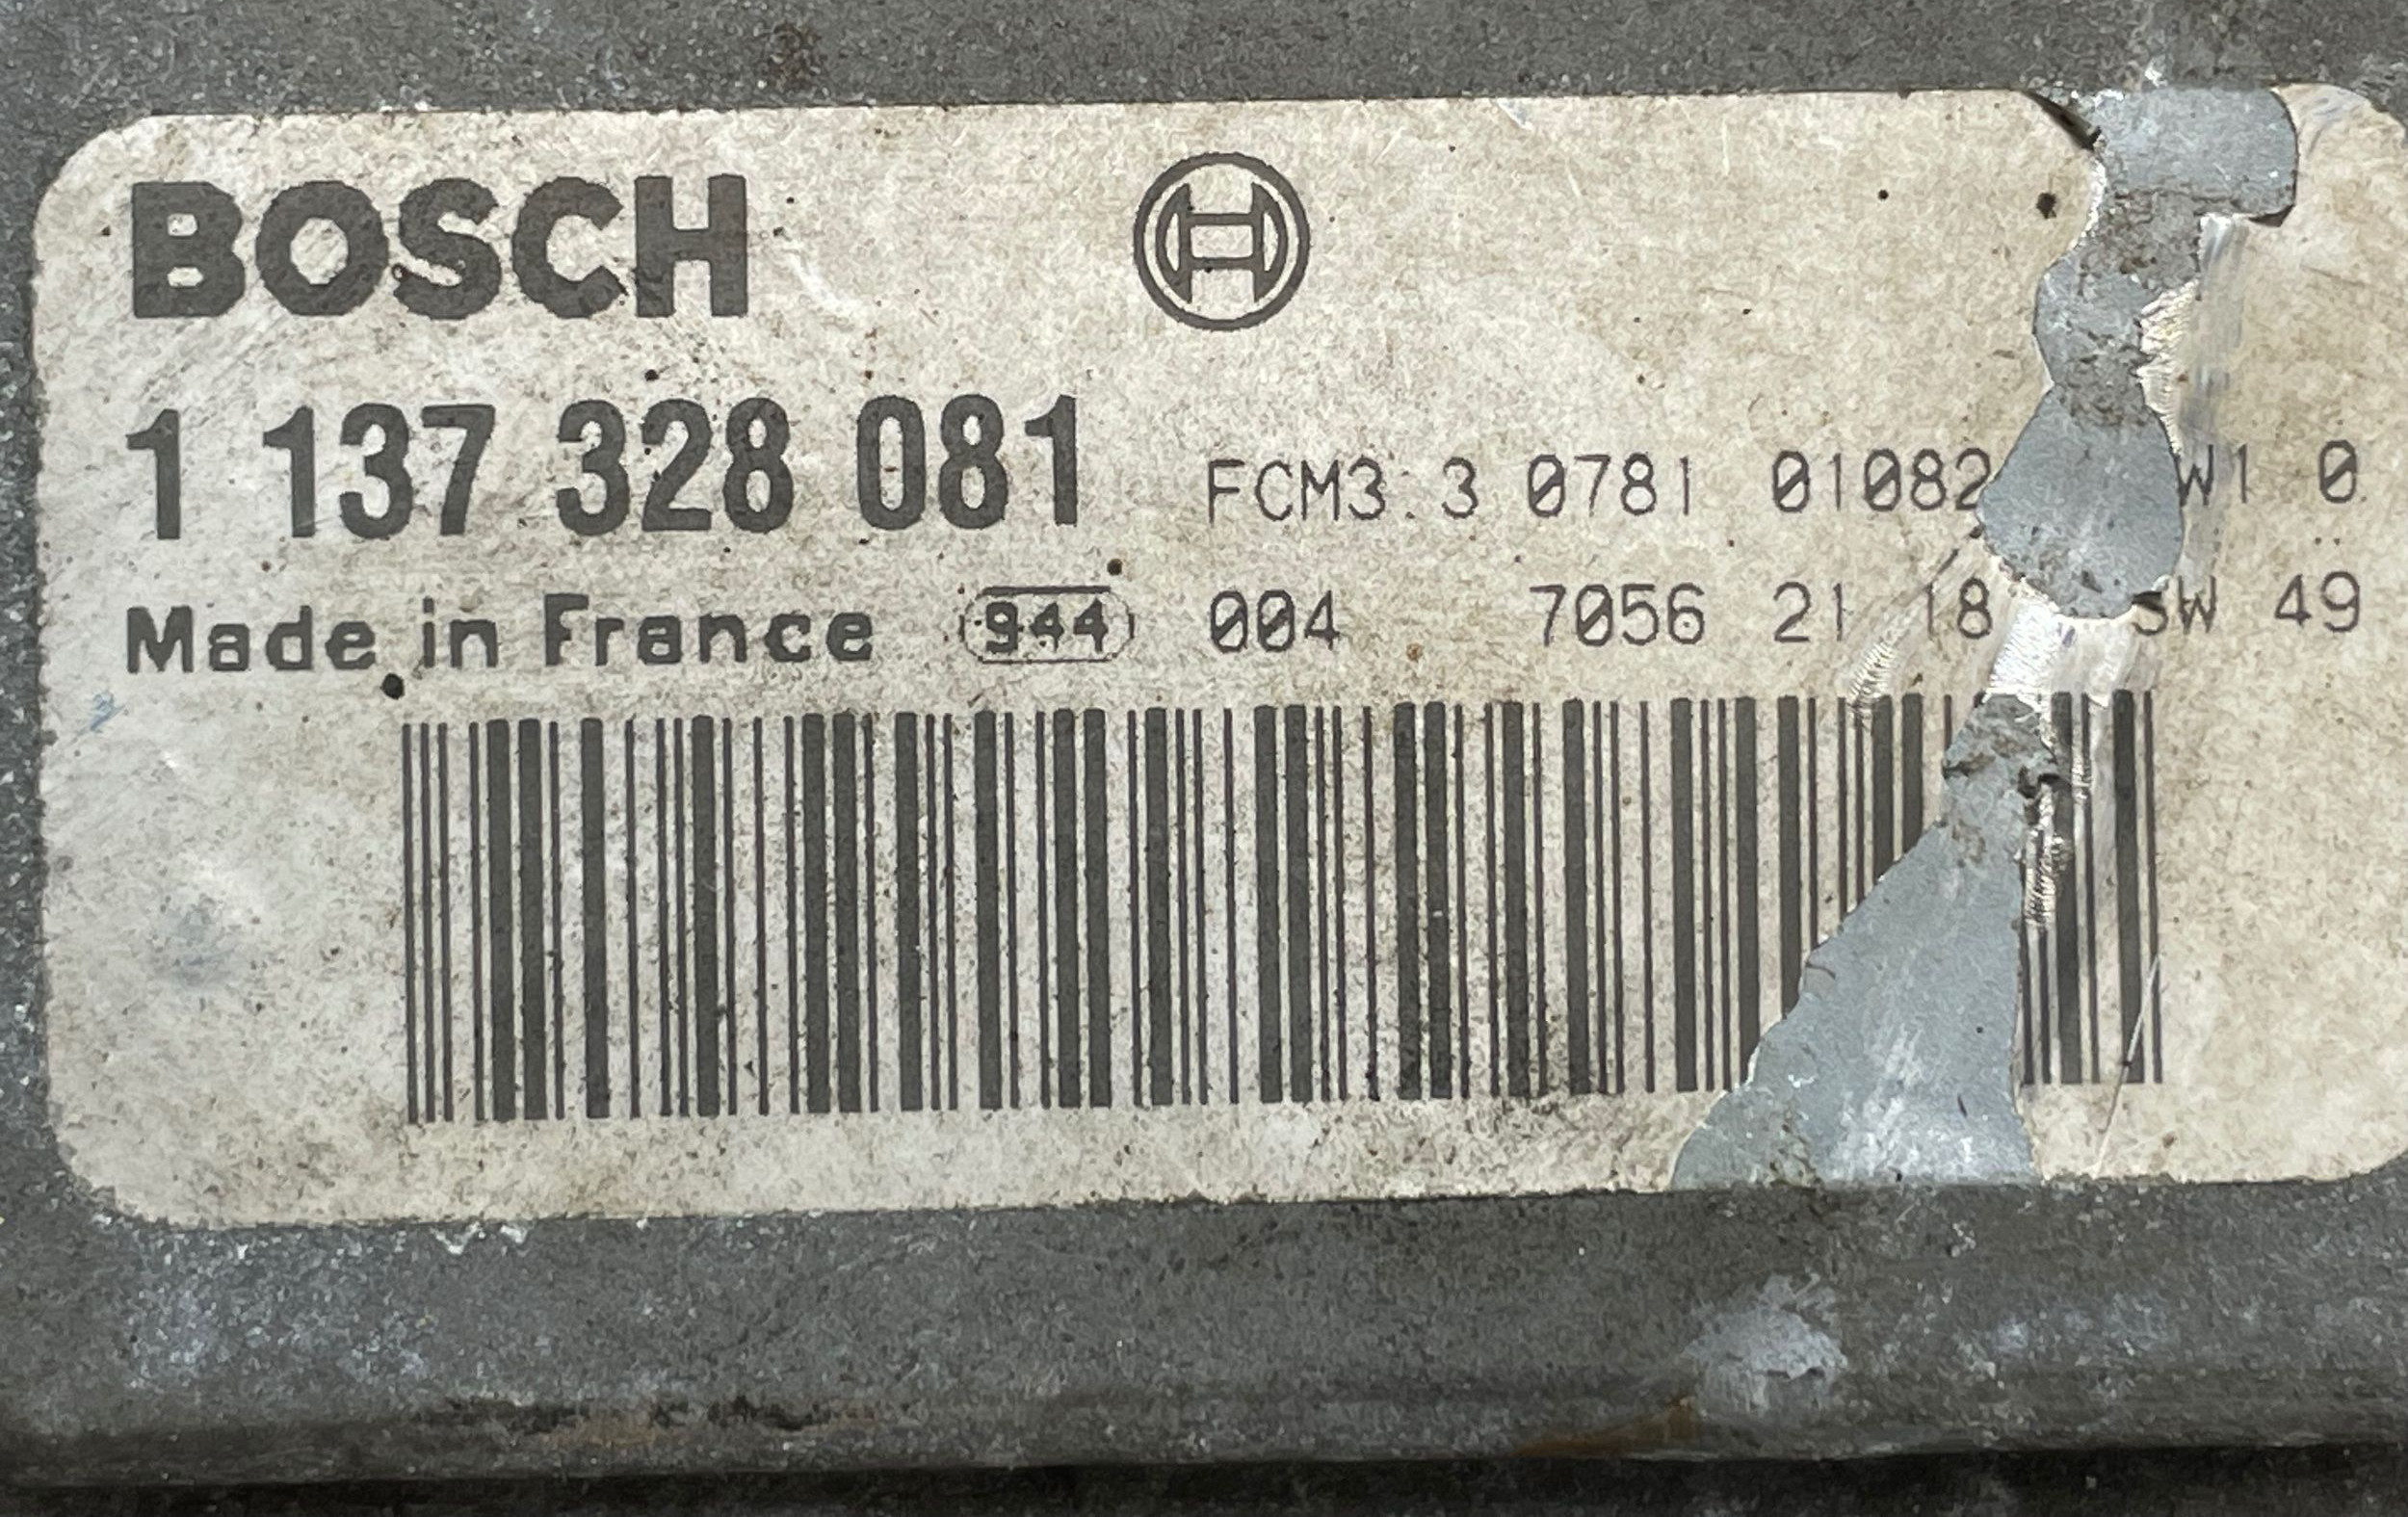 BOSCH
1 137 328 081 FCM3.3 0781 01082 W1 0
Made in France 944 004 7056 21 18 SW 49